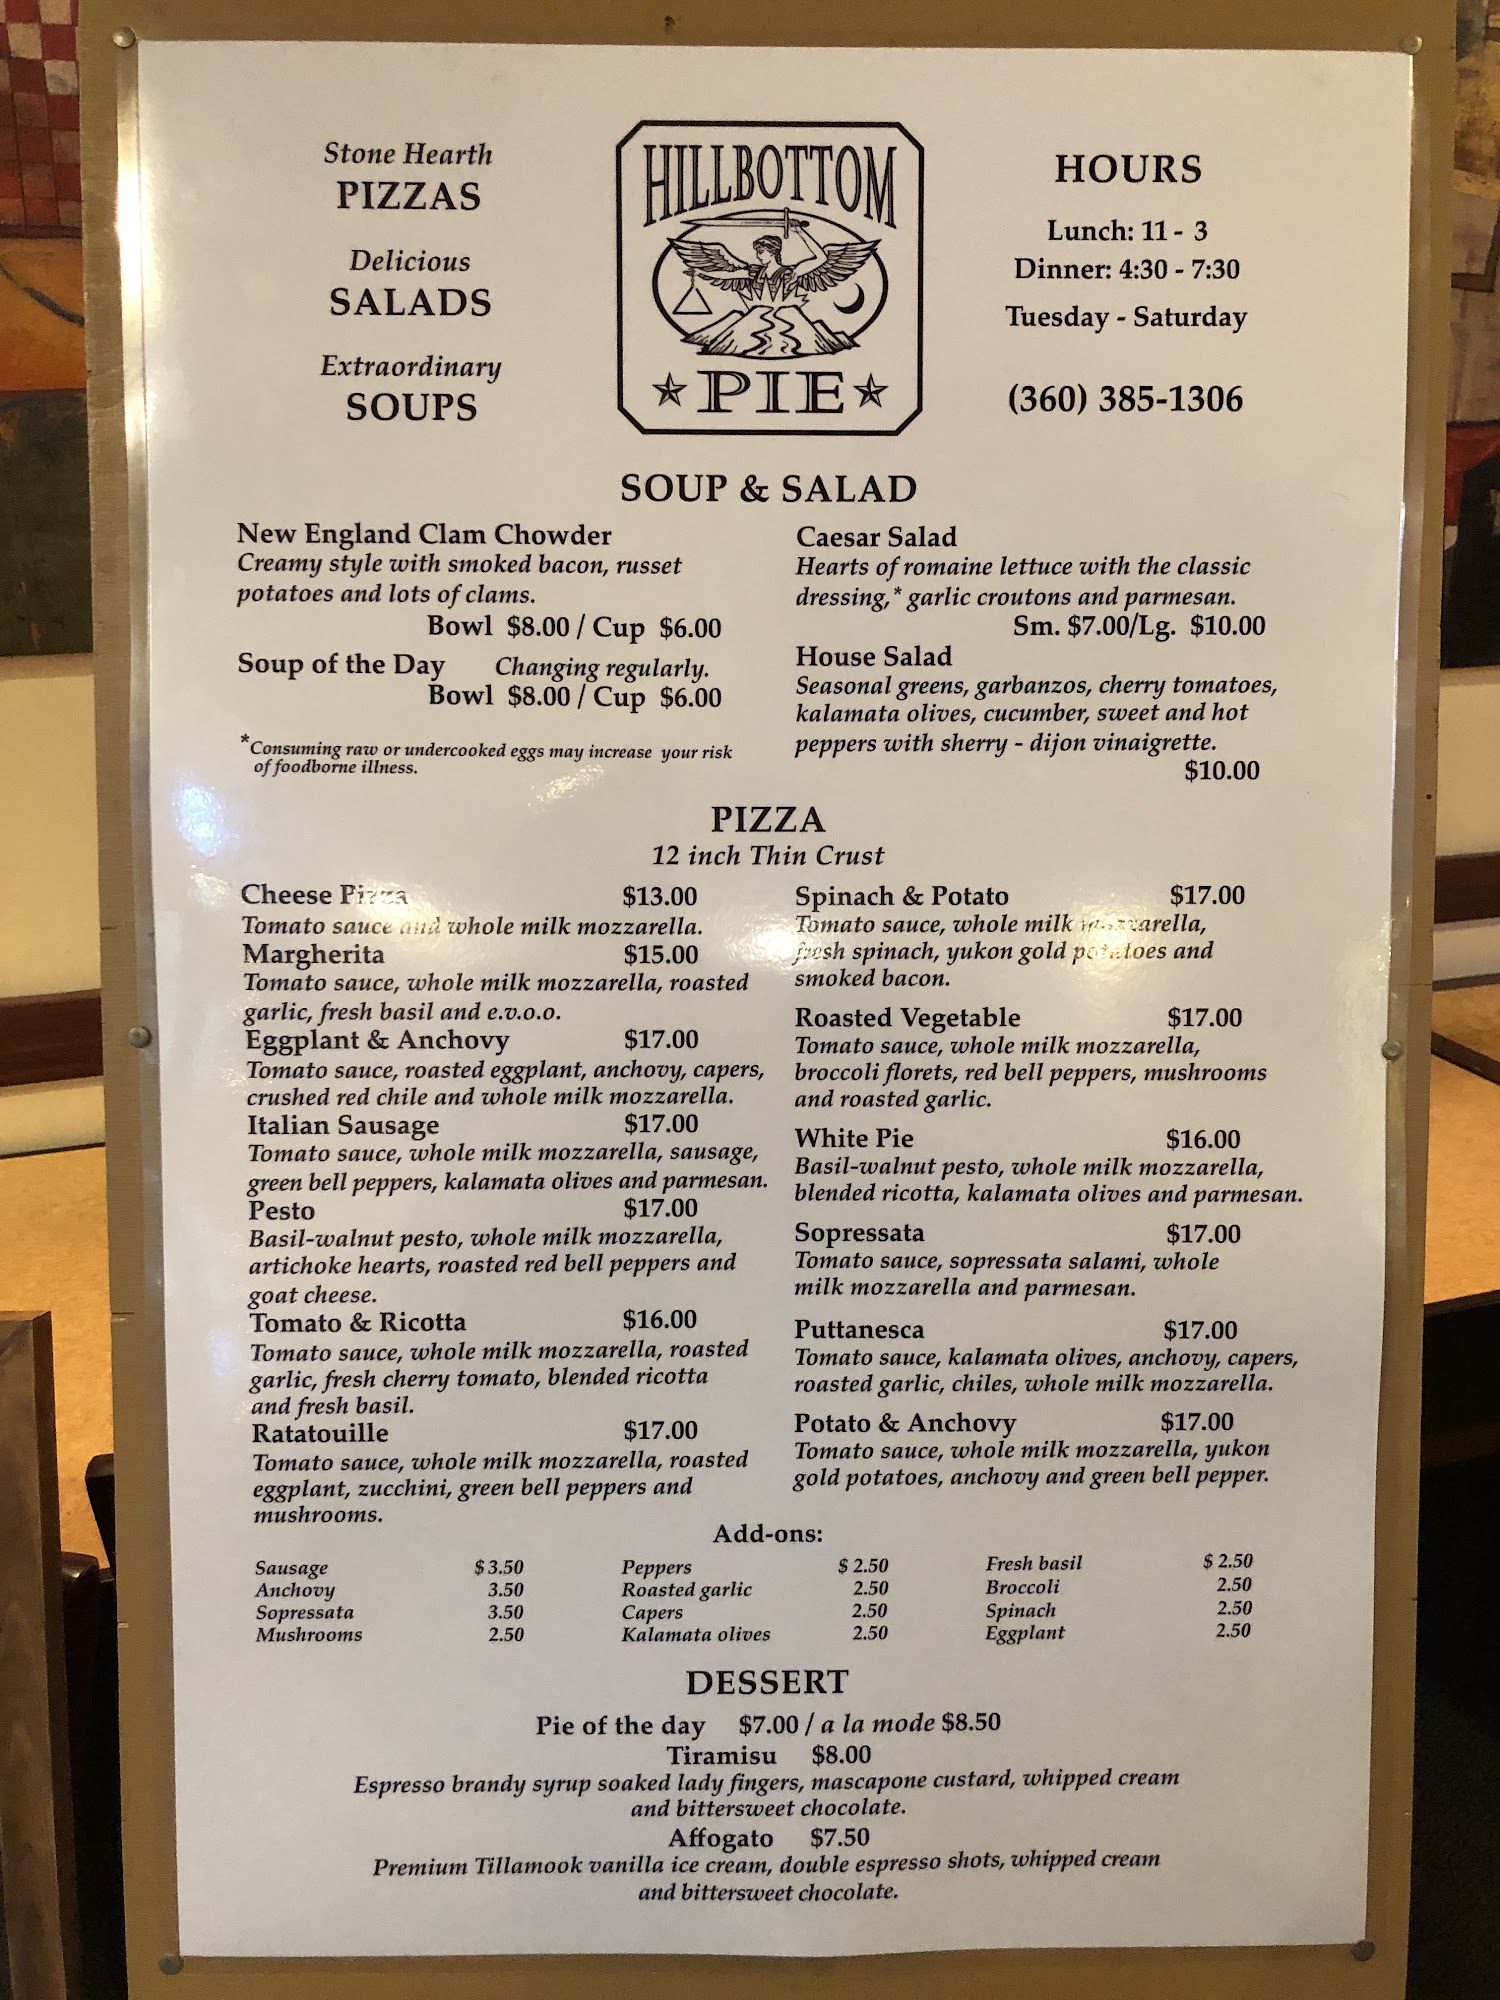 Stone Hearth
PIZZAS
Delicious
SALADS
Extraordinary
SOUPS
HILLBOTTOM
PIE
HOURS
Lunch: 11 - 3
Dinner: 4:30 - 7:30
Tuesday - Saturday
(360) 385-1306
SOUP & SALAD
New England Clam Chowder
Creamy style with smoked bacon, russet
potatoes and lots of clams.
Bowl $8.00 / Cup $6.00
Soup of the Day Changing regularly.
Bowl $8.00 / Cup $6.00
*Consuming raw or undercooked eggs may increase your risk
of foodborne illness.
Caesar Salad
Hearts of romaine lettuce with the classic
dressing,* garlic croutons and parmesan.
Sm. $7.00/Lg. $10.00
House Salad
Seasonal greens, garbanzos, cherry tomatoes,
kalamata olives, cucumber, sweet and hot
peppers with sherry - dijon vinaigrette.
$10.00
PIZZA
12 inch Thin Crust
Cheese Pizza $13.00
Tomato sauce and whole milk mozzarella.
Margherita $15.00
Tomato sauce, whole milk mozzarella, roasted
garlic, fresh basil and e.v.o.o.
Eggplant & Anchovy $17.00
Tomato sauce, roasted eggplant, anchovy, capers,
crushed red chile and whole milk mozzarella.
Italian Sausage $17.00
Tomato sauce, whole milk mozzarella, sausage,
green bell peppers, kalamata olives and parmesan.
Pesto $17.00
Basil-walnut pesto, whole milk mozzarella,
artichoke hearts, roasted red bell peppers and
goat cheese.
Tomato & Ricotta $16.00
Tomato sauce, whole milk mozzarella, roasted
garlic, fresh cherry tomato, blended ricotta
and fresh basil.
Ratatouille $17.00
Tomato sauce, whole milk mozzarella, roasted
eggplant, zucchini, green bell peppers and
mushrooms.
Spinach & Potato $17.00
Tomato sauce, whole milk mozzarella,
fresh spinach, yukon gold potatoes and
smoked bacon.
Roasted Vegetable $17.00
Tomato sauce, whole milk mozzarella,
broccoli florets, red bell peppers, mushrooms
and roasted garlic.
White Pie $16.00
Basil-walnut pesto, whole milk mozzarella,
blended ricotta, kalamata olives and parmesan.
Sopressata $17.00
Tomato sauce, sopressata salami, whole
milk mozzarella and parmesan.
Puttanesca $17.00
Tomato sauce, kalamata olives, anchovy, capers,
roasted garlic, chiles, whole milk mozzarella.
Potato & Anchovy $17.00
Tomato sauce, whole milk mozzarella, yukon
gold potatoes, anchovy and green bell pepper.
Add-ons:
Sausage $ 3.50
Anchovy 3.50
Sopressata 3.50
Mushrooms 2.50
Peppers $ 2.50
Roasted garlic 2.50
Capers 2.50
Kalamata olives 2.50
Fresh basil $ 2.50
Broccoli 2.50
Spinach 2.50
Eggplant 2.50
DESSERT
Pie of the day $7.00 / a la mode $8.50
Tiramisu $8.00
Espresso brandy syrup soaked lady fingers, mascapone custard, whipped cream
and bittersweet chocolate.
Affogato $7.50
Premium Tillamook vanilla ice cream, double espresso shots, whipped cream
and bittersweet chocolate.